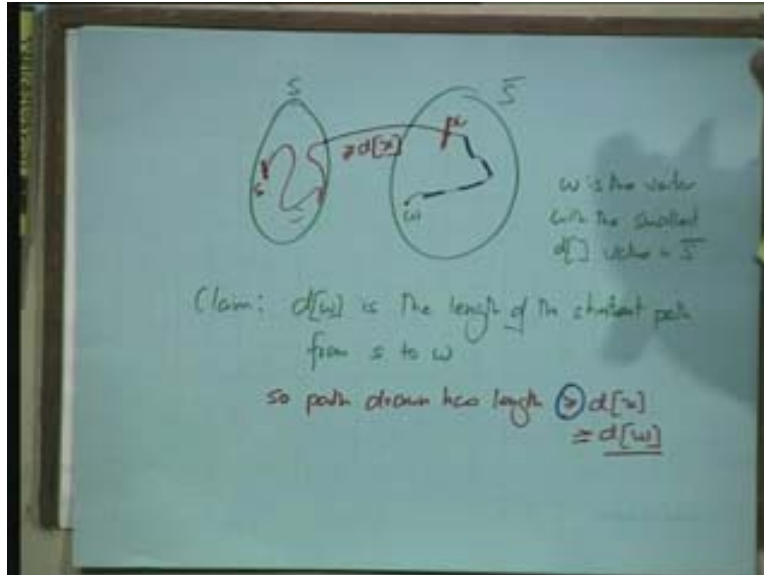 S
S̅
x
≥ d[x]
s
w
w is the vertex
with the smallest
d[] value in S̅
Claim: d[w] is the length of the shortest path
from s to w
so path drawn has length ≥ d[x]
≥ d[w]